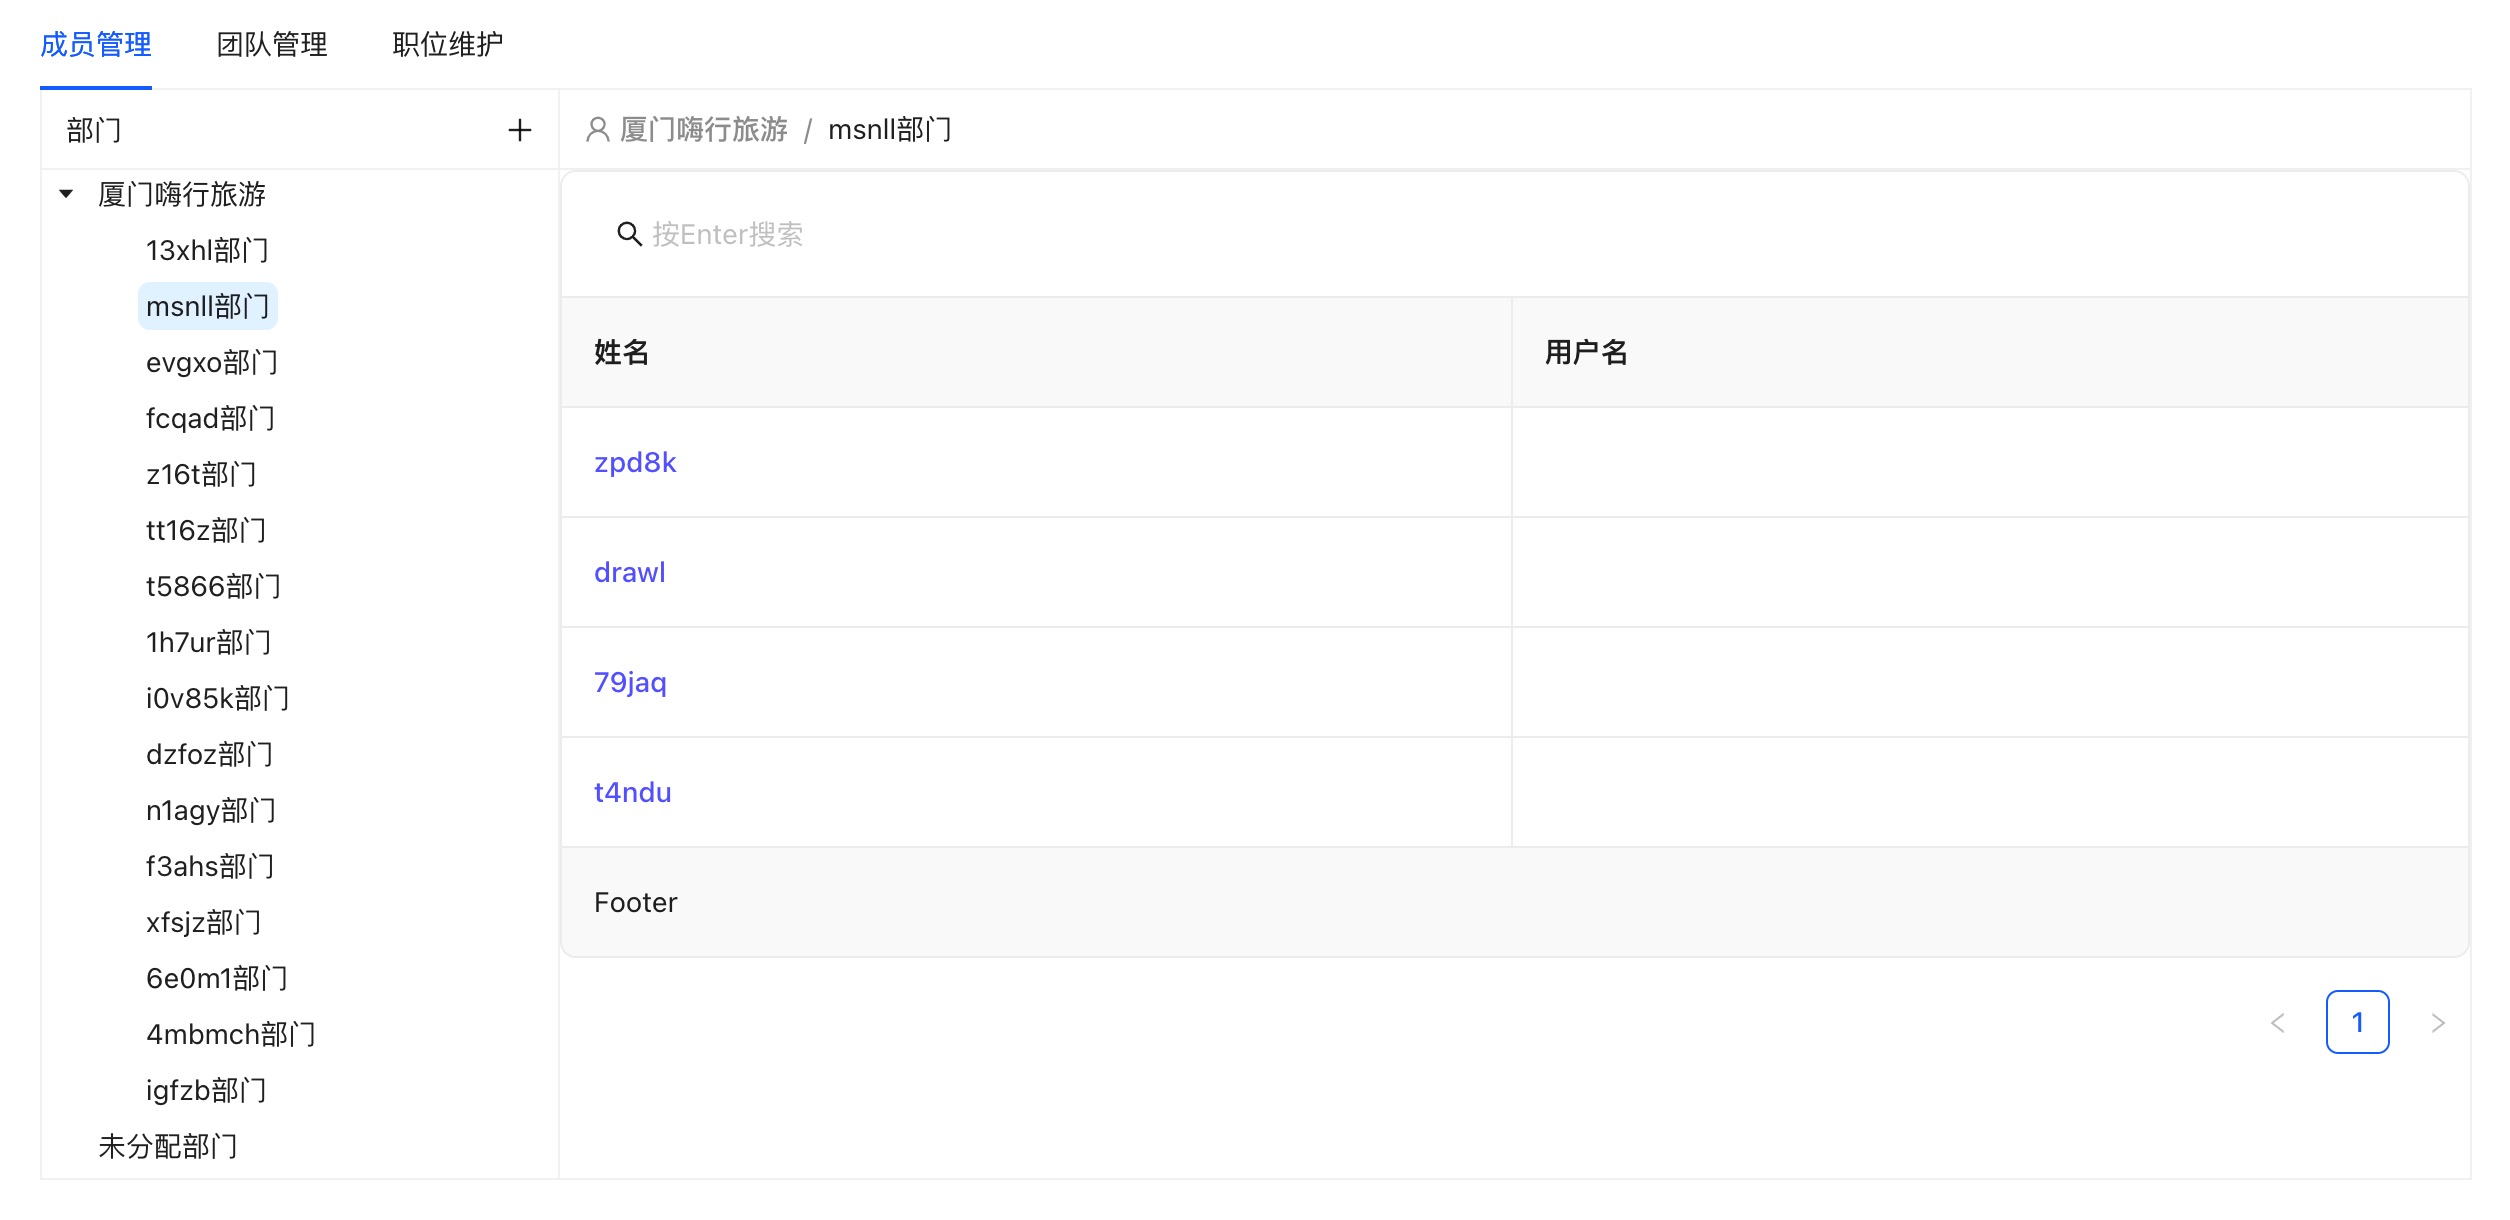 成员管理 团队管理 职位维护
部门
厦门嗨行旅游
13xhl部门
msnll部门
evgxo部门
fcqad部门
z16t部门
tt16z部门
t5866部门
1h7ur部门
i0v85k部门
dzfoz部门
n1agy部门
f3ahs部门
xfsjz部门
6e0m1部门
4mbmch部门
igfzb部门
未分配部门
厦门嗨行旅游 / msnll部门
按Enter搜索
姓名 用户名
zpd8k
drawl
79jaq
t4ndu
Footer
1